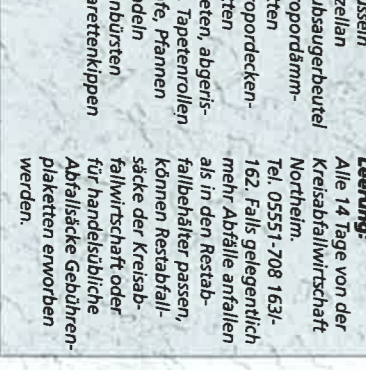 zellan
ubsaugerbeutel
ten
ropordämm-
ten
ropordecken-
eten, abgeris-
, Tapetenrollen
fe, Pfannen
ndeln
nbürsten
arettenkippen
Leerung:
Alle 14 Tage von der
Kreisabfallwirtschaft
Northeim.
Tel. 05551-708 163/-
162. Falls gelegentlich
mehr Abfälle anfallen
als in den Restab-
fallbehälter passen,
können Restabfall-
säcke der Kreisab-
fallwirtschaft oder
für handelsübliche
Abfallsäcke Gebühren-
plaketten erworben
werden.